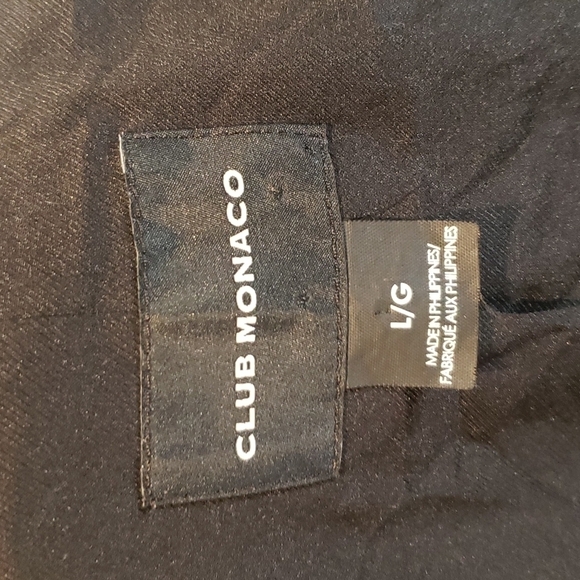 CLUB MONACO
L/G
MADE IN PHILIPPINES/
FABRIQUÉ AUX PHILIPPINES